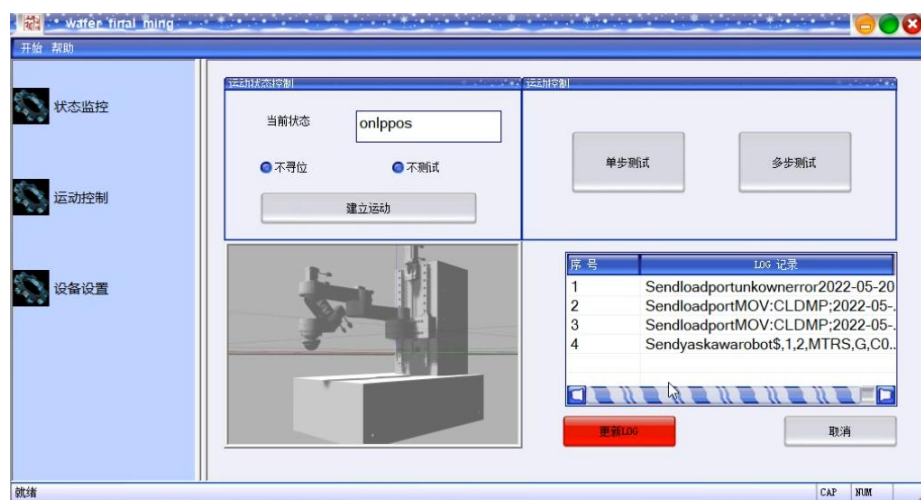 wafer final ming
开始 帮助
状态监控
运动控制
设备设置
运动状态控制
当前状态
onlppos
不寻位
不测试
建立运动
运动控制
单步测试
多步测试
序号 LOG 记录
1 Sendloadportunkownerror2022-05-20
2 SendloadportMOV:CLDMP;2022-05-..
3 SendloadportMOV:CLDMP;2022-05-..
4 Sendyaskawarobot$,1,2,MTRS,G,C0..
更新LOG
取消
就绪
CAP NUM